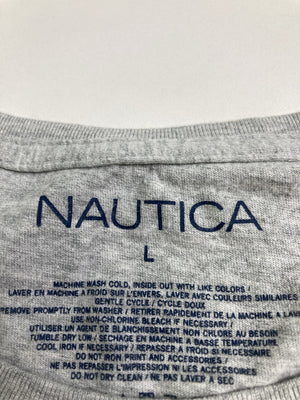 NAUTICA
L
MACHINE WASH COLD, INSIDE OUT WITH LIKE COLORS /
LAVER EN MACHINE A FROID SUR L'ENVERS, LAVER AVEC COULEURS SIMILAIRES
GENTLE CYCLE / CYCLE DOUX
REMOVE PROMPTLY FROM WASHER / RETIRER RAPIDEMENT DE LA MACHINE A LAVER
USE NON-CHLORINE BLEACH IF NECESSARY /
UTILISER UN AGENT DE BLANCHISSEMENT NON CHLORE AU BESOIN
TUMBLE DRY LOW / SECHAGE EN MACHINE A BASSE TEMPERATURE
COOL IRON IF NECESSARY / REPASSER A FROID SI NECESSAIRE
DO NOT IRON PRINT AND ACCESSORIES /
NE PAS REPASSER L'IMPRESSION NI LES ACCESSOIRES
DO NOT DRY CLEAN / NE PAS LAVER A SEC